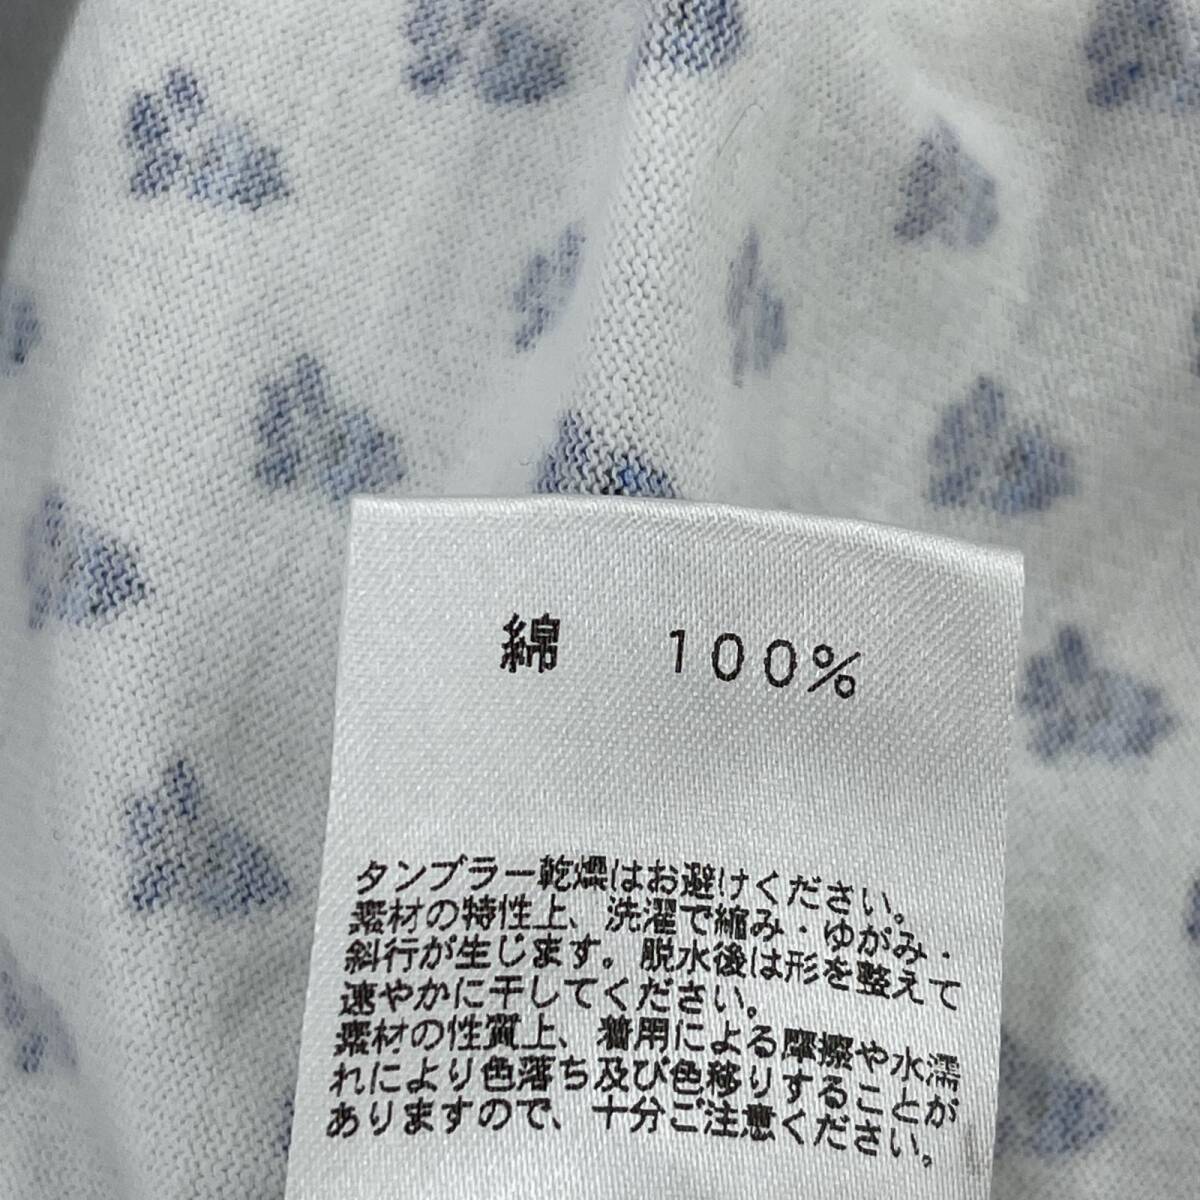 綿　100%
タンブラー乾燥はお避けください。
素材の特性上、洗濯で縮み・ゆがみ・
斜行が生じます。脱水後は形を整えて
速やかに干してください。
素材の性質上、着用による摩擦や水濡
れにより色落ち及び色移りすることが
ありますので、十分ご注意ください。